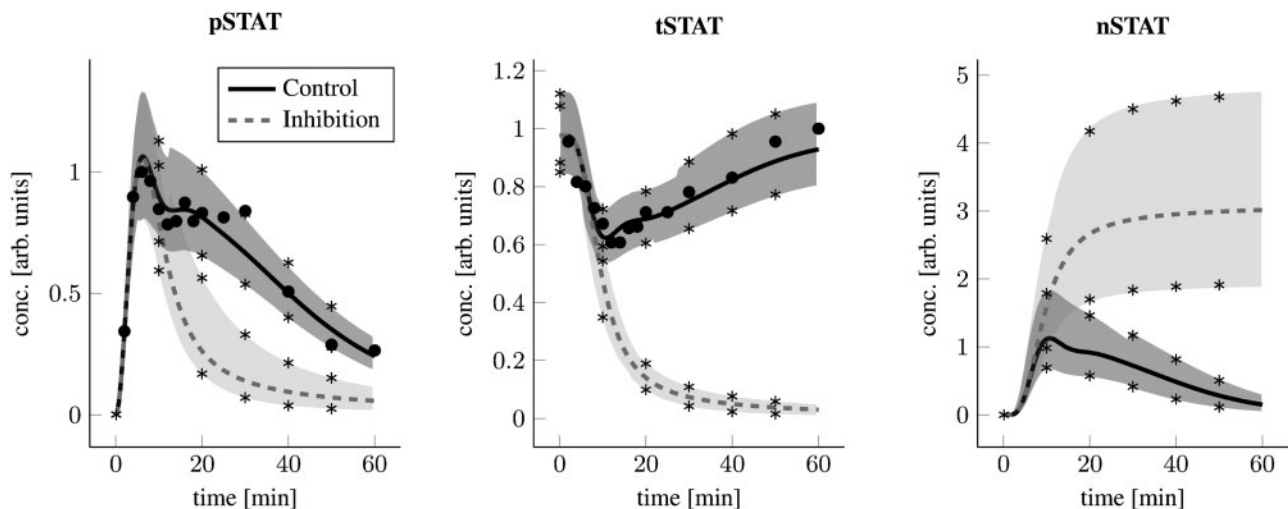 pSTAT
tSTAT
nSTAT
Control
Inhibition
conc. [arb. units]
1
0.5
0
0
20
40
60
time [min]
conc. [arb. units]
1.2
1
0.8
0.6
0.4
0.2
0
0
20
40
60
time [min]
conc. [arb. units]
5
4
3
2
1
0
0
20
40
60
time [min]